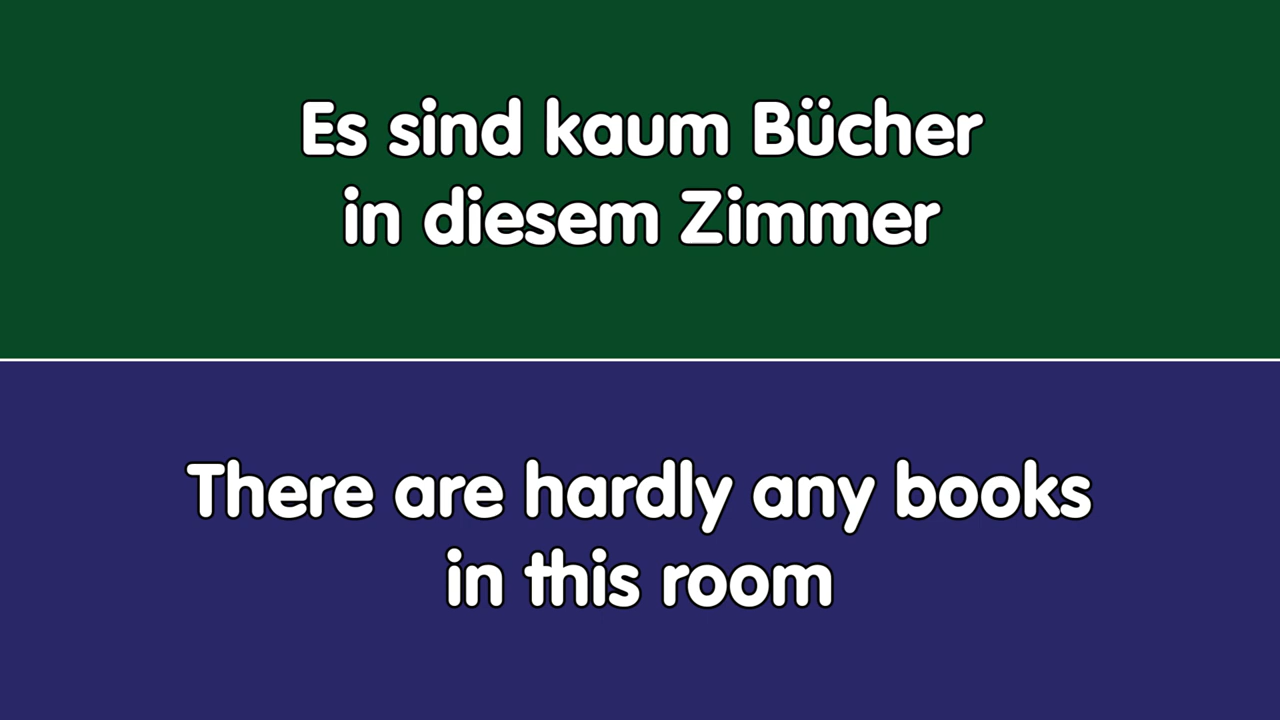 Es sind kaum Bücher
in diesem Zimmer
There are hardly any books
in this room